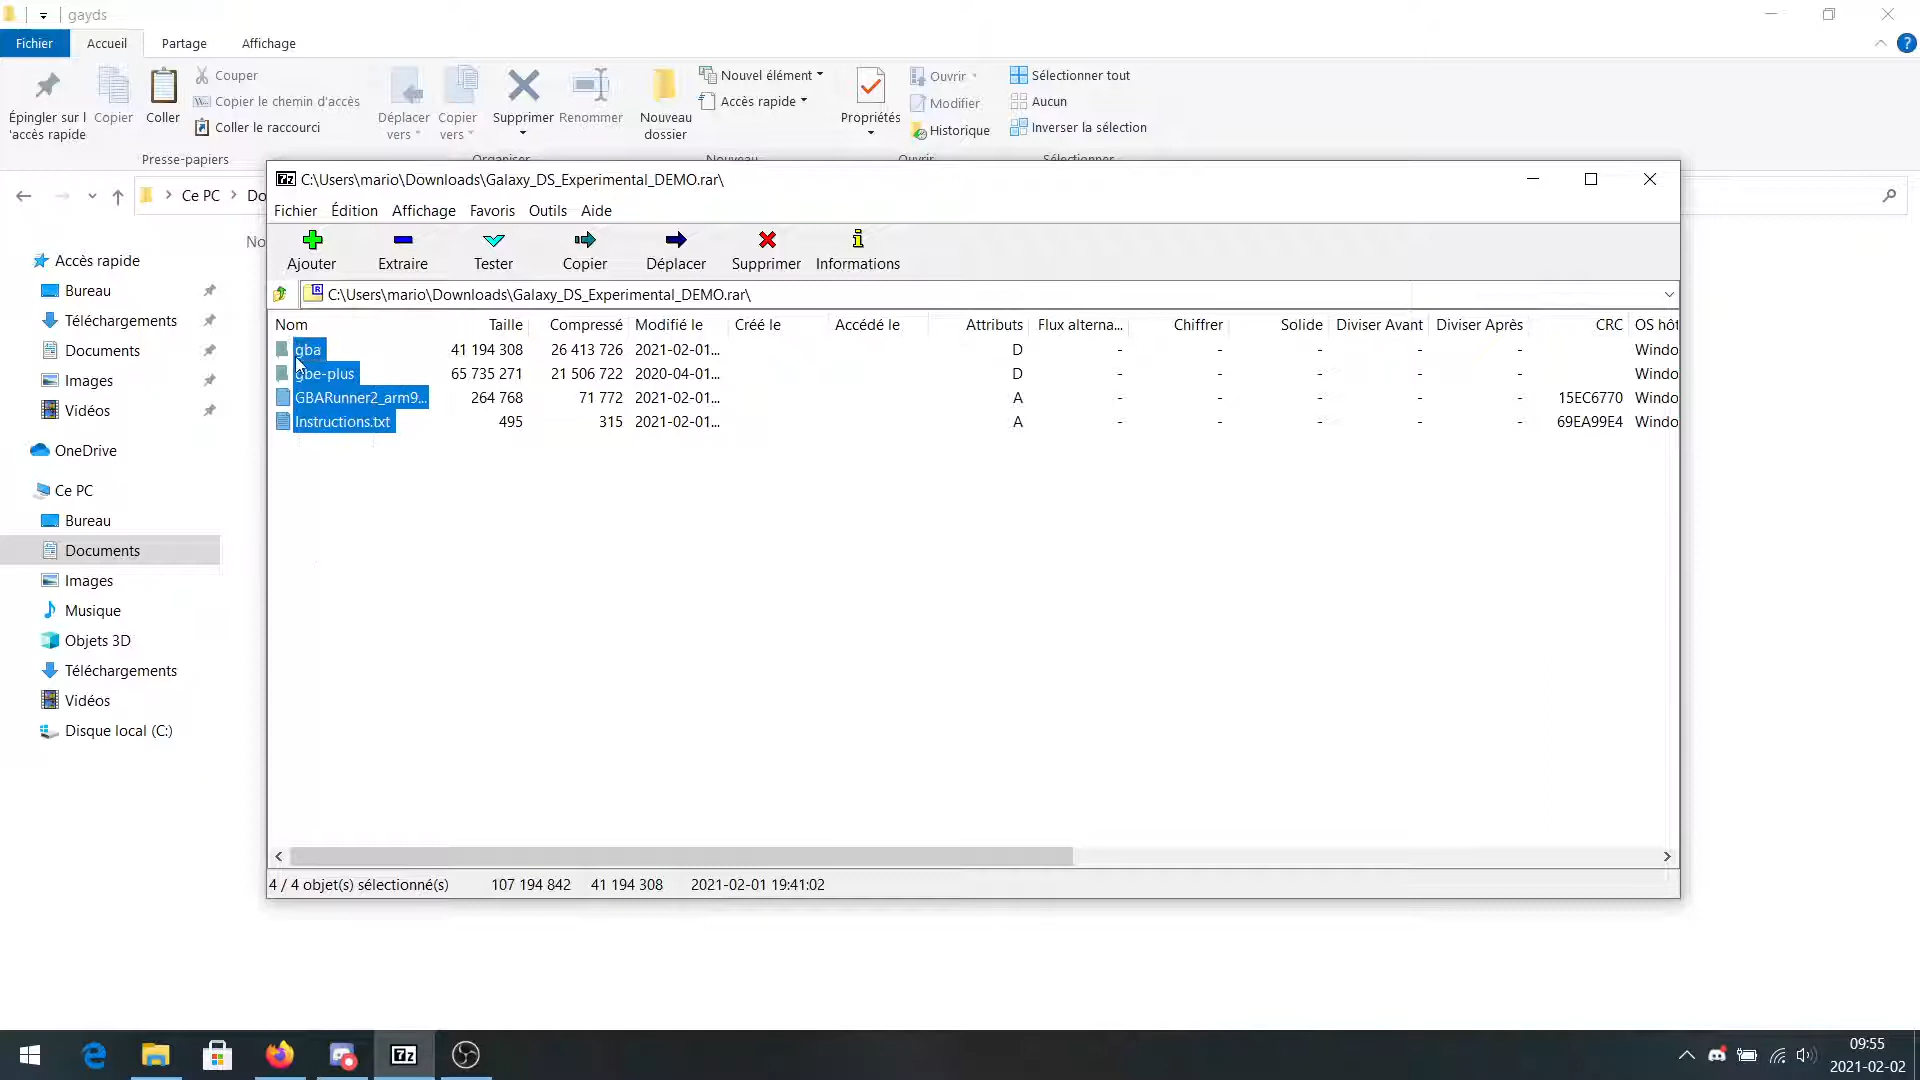 gayds
Fichier Accueil Partage Affichage
Épingler sur l'accès rapide
Copier
Coller
Couper
Copier le chemin d'accès
Coller le raccourci
Presse-papiers
Déplacer vers
Copier vers
Supprimer
Renommer
Organiser
Nouveau dossier
Nouvel élément
Accès rapide
Nouveau
Propriétés
Ouvrir
Modifier
Historique
Ouvrir
Sélectionner tout
Aucun
Inverser la sélection
Sélectionner
Ce PC > Do
No
Accès rapide
Bureau
Téléchargements
Documents
Images
Vidéos
OneDrive
Ce PC
Bureau
Documents
Images
Musique
Objets 3D
Téléchargements
Vidéos
Disque local (C:)
7z C:\Users\mario\Downloads\Galaxy_DS_Experimental_DEMO.rar\
Fichier Édition Affichage Favoris Outils Aide
Ajouter Extraire Tester Copier Déplacer Supprimer Informations
C:\Users\mario\Downloads\Galaxy_DS_Experimental_DEMO.rar\
Nom Taille Compressé Modifié le Créé le Accédé le Attributs Flux alterna... Chiffrer Solide Diviser Avant Diviser Après CRC OS hôt
gba 41 194 308 26 413 726 2021-02-01... D - - - - - Windo
gbe-plus 65 735 271 21 506 722 2020-04-01... D - - - - - Windo
GBARunner2_arm9... 264 768 71 772 2021-02-01... A - - - - - 15EC6770 Windo
Instructions.txt 495 315 2021-02-01... A - - - - - 69EA99E4 Windo
4 / 4 objet(s) sélectionné(s) 107 194 842 41 194 308 2021-02-01 19:41:02
7z
09:55
2021-02-02